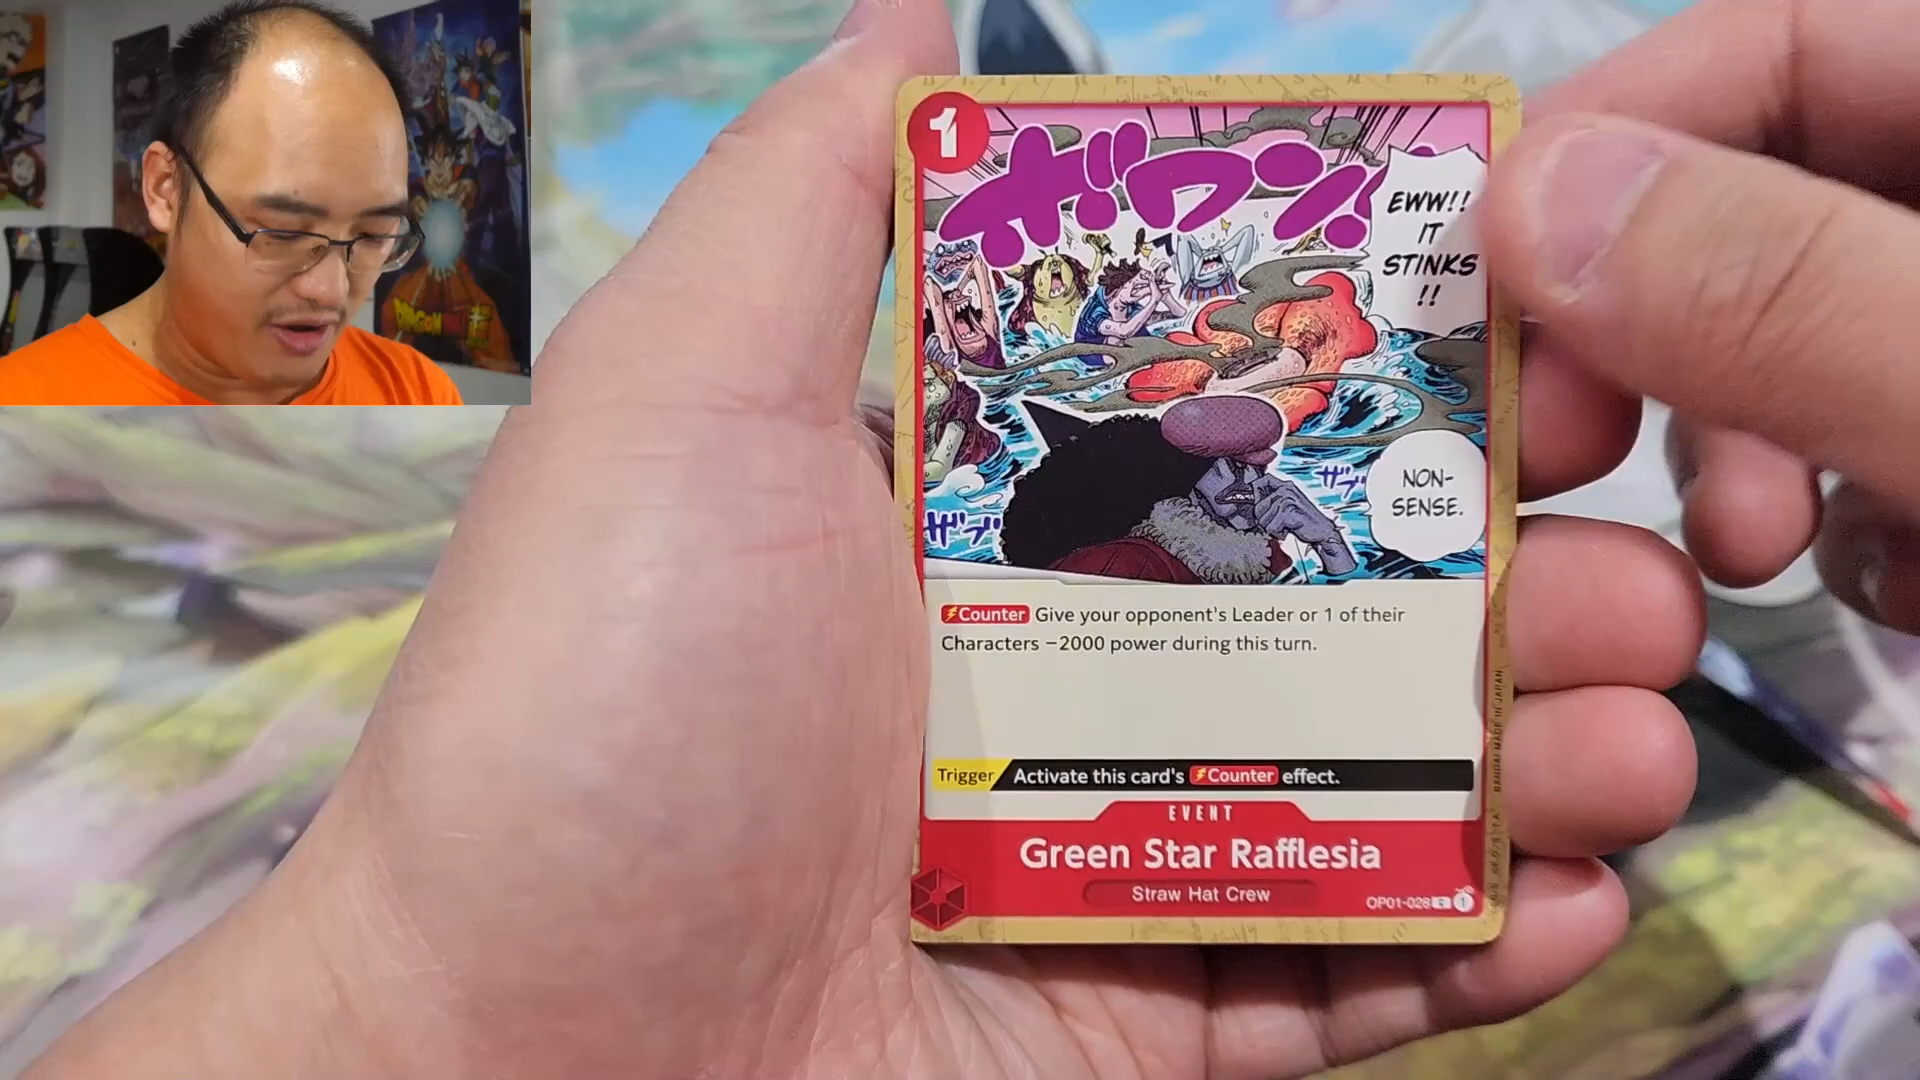 1
ボワン!
EWW!!
IT
STINKS
!!
ザブ
NON-
SENSE.
ザブ
Counter Give your opponent's Leader or 1 of their
Characters −2000 power during this turn.
Trigger Activate this card's Counter effect.
EVENT
Green Star Rafflesia
Straw Hat Crew
OP01-028 C 1
BANDAI MADE IN JAPAN
DRAGON